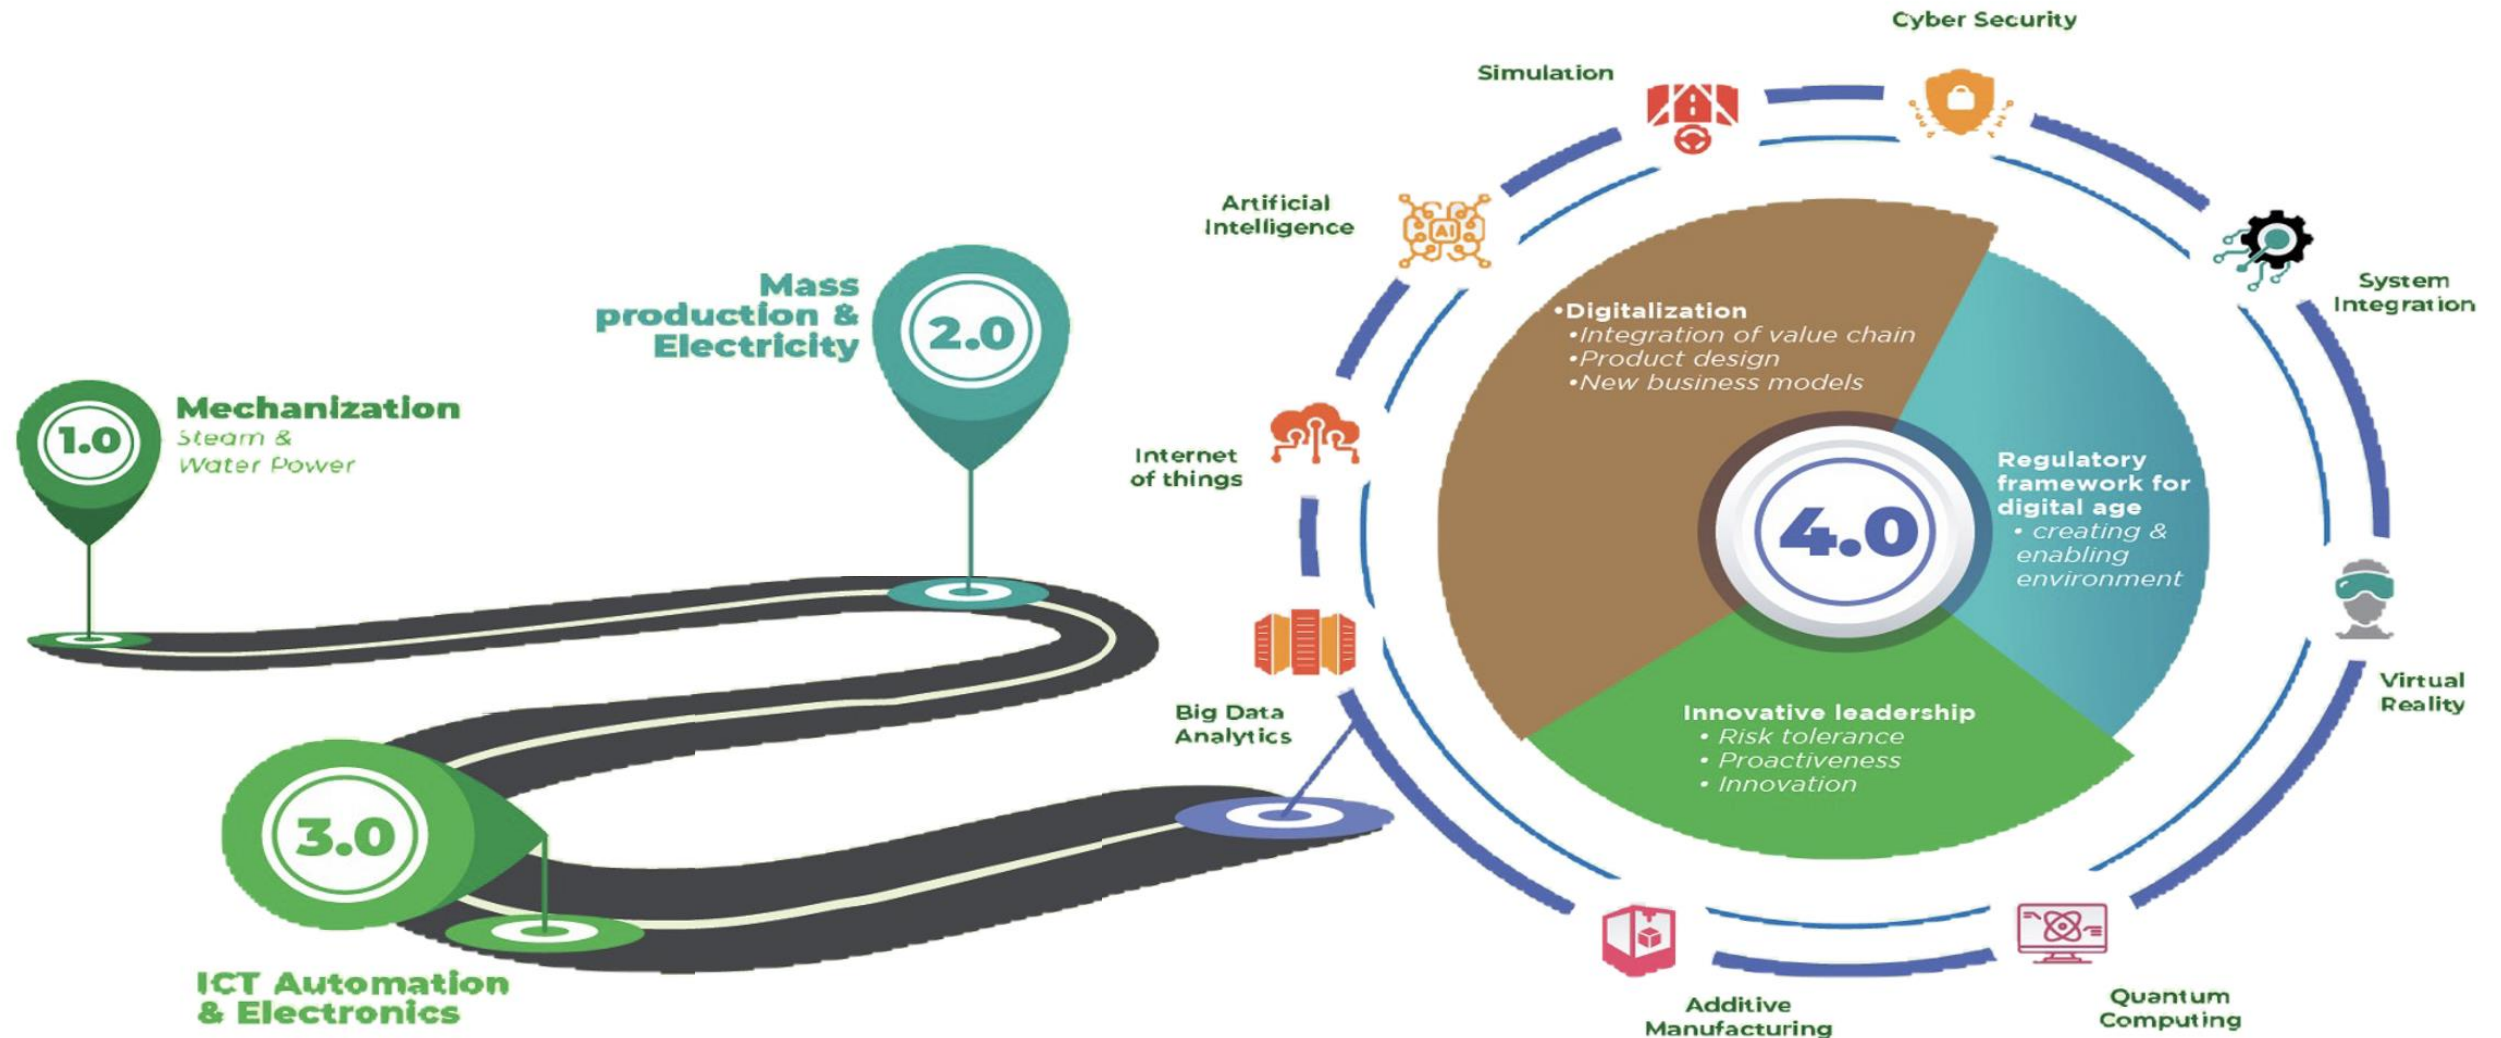 1.0
Mechanization
Steam &
Water Power
Mass
production &
Electricity
2.0
3.0
ICT Automation
& Electronics
Cyber Security
Simulation
Artificial
Intelligence
Internet
of things
Big Data
Analytics
Additive
Manufacturing
Quantum
Computing
Virtual
Reality
System
Integration
AI
•Digitalization
•Integration of value chain
•Product design
•New business models
4.0
Regulatory
framework for
digital age
• creating &
enabling
environment
Innovative leadership
• Risk tolerance
• Proactiveness
• Innovation